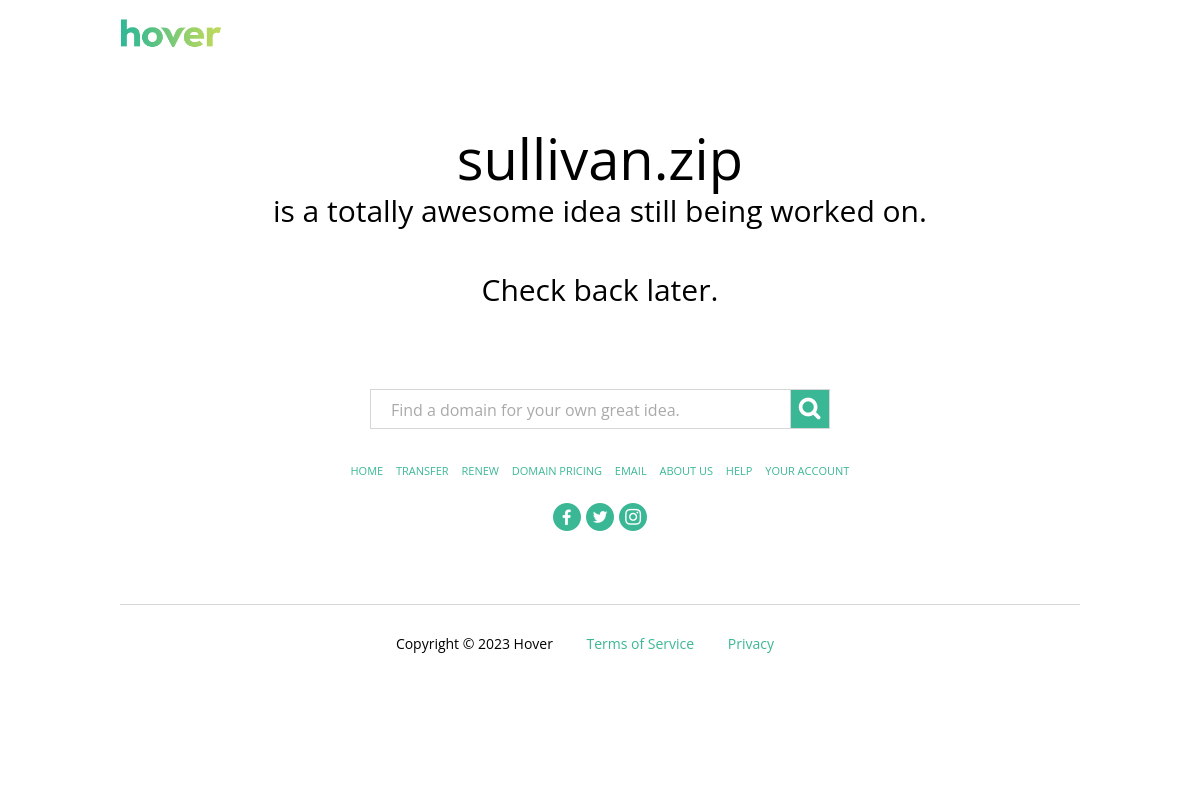 hover
sullivan.zip
is a totally awesome idea still being worked on.
Check back later.
Find a domain for your own great idea.
HOME TRANSFER RENEW DOMAIN PRICING EMAIL ABOUT US HELP YOUR ACCOUNT
Copyright © 2023 Hover Terms of Service Privacy